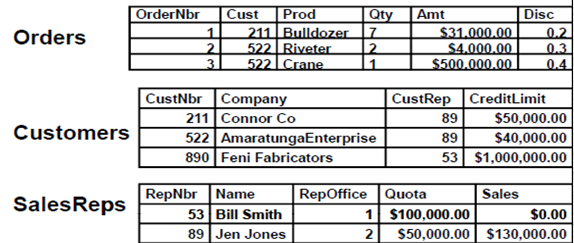 Orders
OrderNbr Cust Prod Qty Amt Disc
1 211 Bulldozer 7 $31,000.00 0.2
2 522 Riveter 2 $4,000.00 0.3
3 522 Crane 1 $500,000.00 0.4
Customers
CustNbr Company CustRep CreditLimit
211 Connor Co 89 $50,000.00
522 AmaratungaEnterprise 89 $40,000.00
890 Feni Fabricators 53 $1,000,000.00
SalesReps
RepNbr Name RepOffice Quota Sales
53 Bill Smith 1 $100,000.00 $0.00
89 Jen Jones 2 $50,000.00 $130,000.00